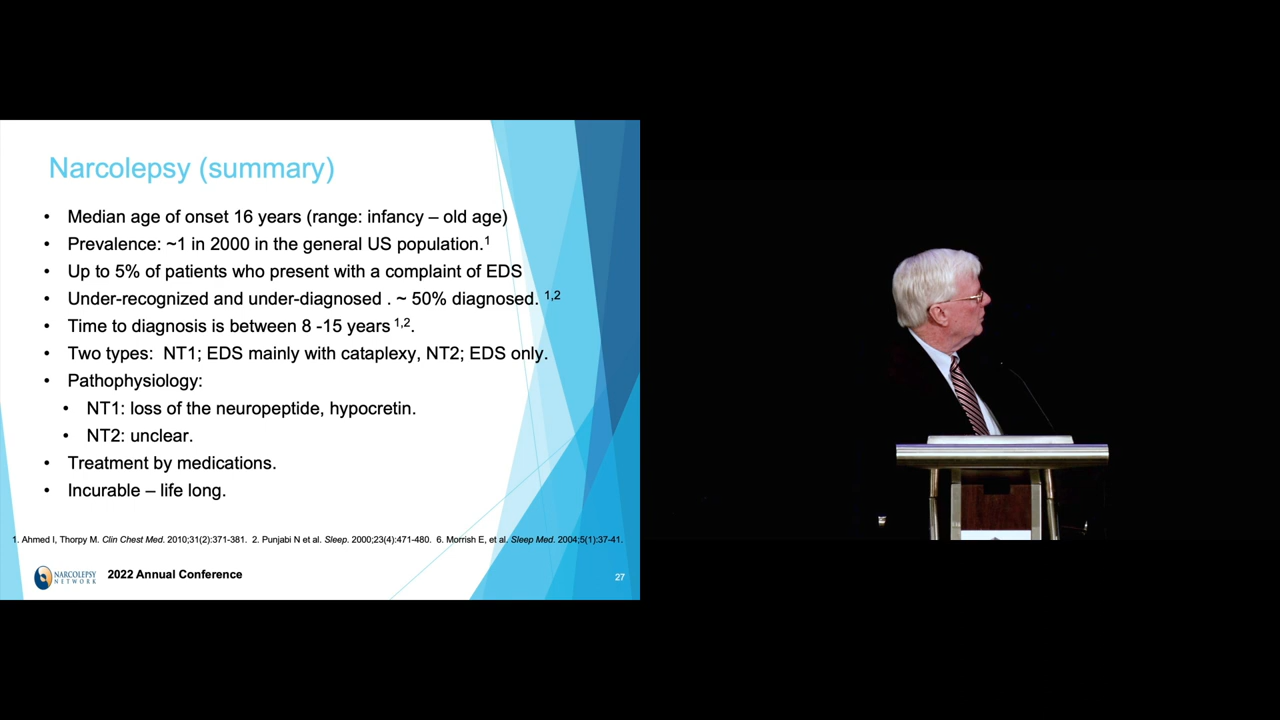 Narcolepsy (summary)
• Median age of onset 16 years (range: infancy – old age)
• Prevalence: ~1 in 2000 in the general US population.1
• Up to 5% of patients who present with a complaint of EDS
• Under-recognized and under-diagnosed . ~ 50% diagnosed. 1,2
• Time to diagnosis is between 8 -15 years 1,2.
• Two types: NT1; EDS mainly with cataplexy, NT2; EDS only.
• Pathophysiology:
• NT1: loss of the neuropeptide, hypocretin.
• NT2: unclear.
• Treatment by medications.
• Incurable – life long.
1. Ahmed I, Thorpy M. Clin Chest Med. 2010;31(2):371-381. 2. Punjabi N et al. Sleep. 2000;23(4):471-480. 6. Morrish E, et al. Sleep Med. 2004;5(1):37-41.
NARCOLEPSY
NETWORK
2022 Annual Conference
27